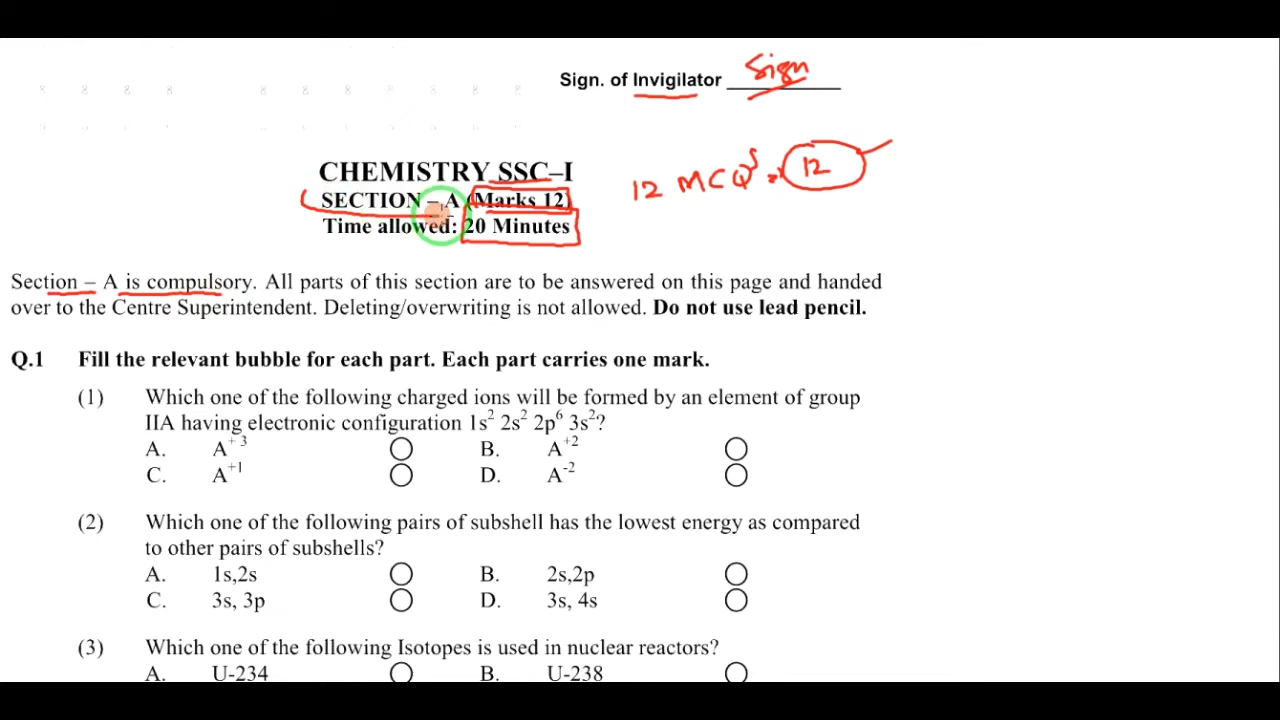 Sign. of Invigilator Sign
12 MCQs = 12
CHEMISTRY SSC–I
SECTION – A (Marks 12)
Time allowed: 20 Minutes
Section – A is compulsory. All parts of this section are to be answered on this page and handed
over to the Centre Superintendent. Deleting/overwriting is not allowed. Do not use lead pencil.
Q.1 Fill the relevant bubble for each part. Each part carries one mark.
(1) Which one of the following charged ions will be formed by an element of group
IIA having electronic configuration 1s² 2s² 2p⁶ 3s²?
A. A⁺³ B. A⁺²
C. A⁺¹ D. A⁻²
(2) Which one of the following pairs of subshell has the lowest energy as compared
to other pairs of subshells?
A. 1s,2s B. 2s,2p
C. 3s, 3p D. 3s, 4s
(3) Which one of the following Isotopes is used in nuclear reactors?
A. U-234 B. U-238